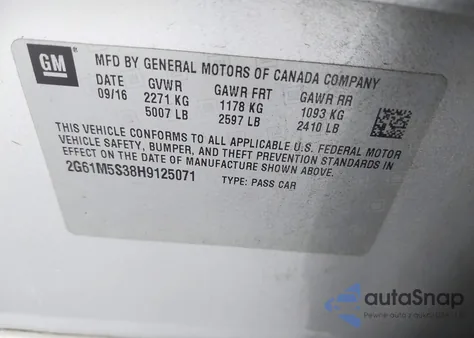 GM
MFD BY GENERAL MOTORS OF CANADA COMPANY
DATE GVWR GAWR FRT GAWR RR
09/16 2271 KG 1178 KG 1093 KG
5007 LB 2597 LB 2410 LB
THIS VEHICLE CONFORMS TO ALL APPLICABLE U.S. FEDERAL MOTOR
VEHICLE SAFETY, BUMPER, AND THEFT PREVENTION STANDARDS IN
EFFECT ON THE DATE OF MANUFACTURE SHOWN ABOVE.
2G61M5S38H9125071 TYPE: PASS CAR
autoSnap